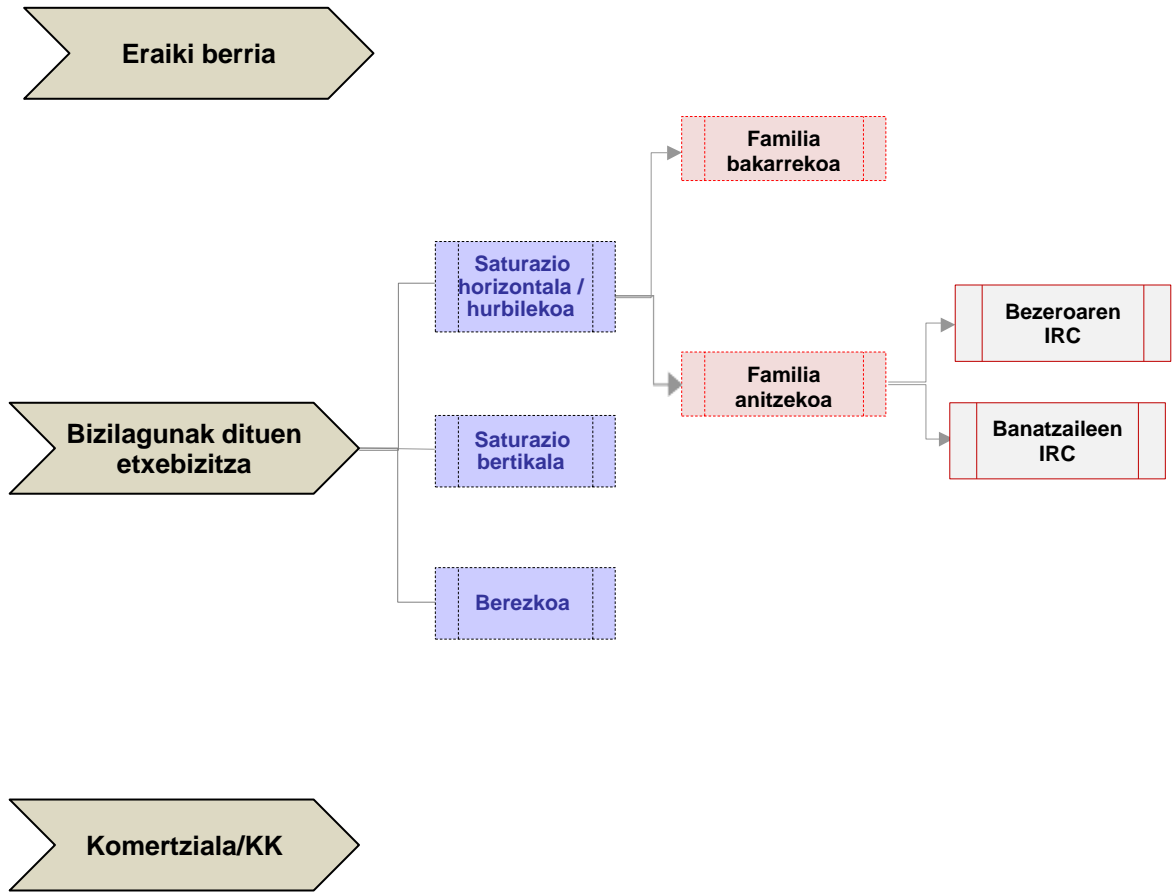 Eraiki berria
Familia
bakarrekoa
Saturazio
horizontala /
hurbilekoa
Bezeroaren
IRC
Familia
anitzekoa
Bizilagunak dituen
etxebizitza
Saturazio
bertikala
Banatzaileen
IRC
Berezkoa
Komertziala/KK